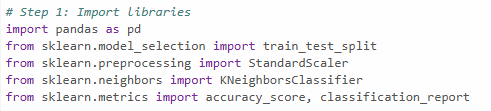 # Step 1: Import libraries
import pandas as pd
from sklearn.model_selection import train_test_split
from sklearn.preprocessing import StandardScaler
from sklearn.neighbors import KNeighborsClassifier
from sklearn.metrics import accuracy_score, classification_report